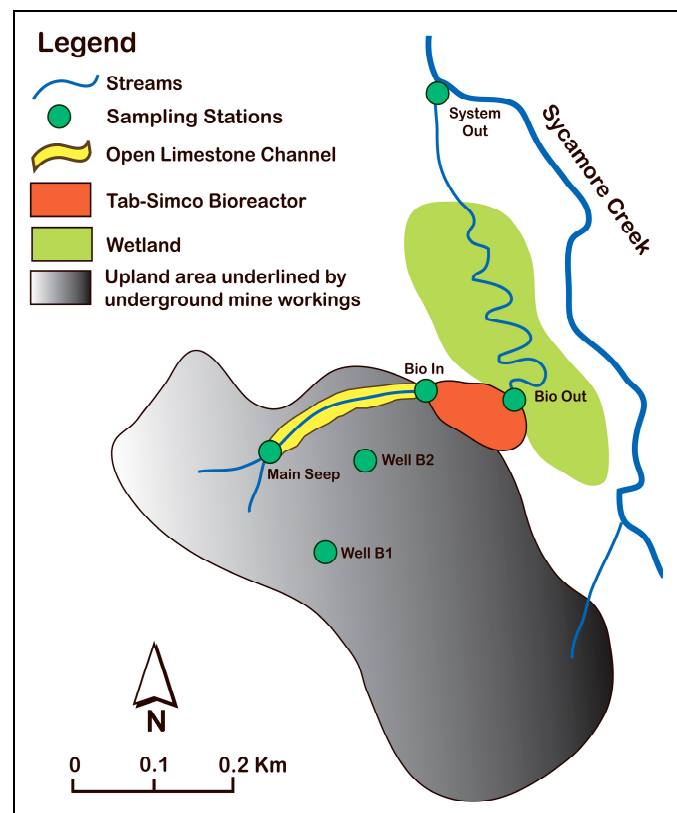 Legend
Streams
Sampling Stations
Open Limestone Channel
Tab-Simco Bioreactor
Wetland
Upland area underlined by
underground mine workings
System
Out
Sycamore Creek
Bio In
Bio Out
Main Seep
Well B2
Well B1
N
0 0.1 0.2 Km